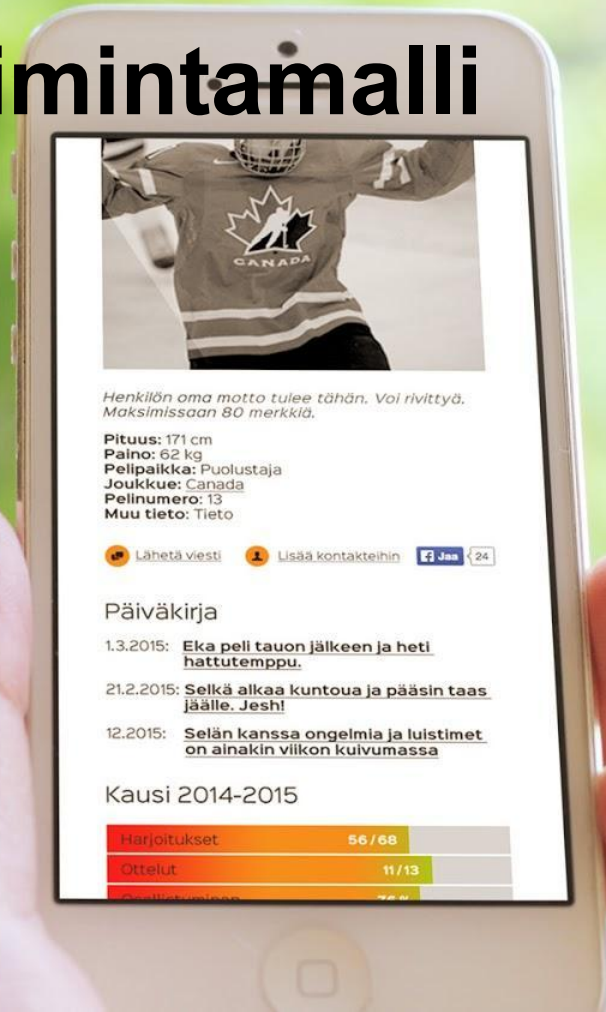 imintamalli
CANADA
Henkilön oma motto tulee tähän. Voi rivittyä.
Maksimissaan 80 merkkiä.
Pituus: 171 cm
Paino: 62 kg
Pelipaikka: Puolustaja
Joukkue: Canada
Pelinumero: 13
Muu tieto: Tieto
Lähetä viesti Lisää kontakteihin f Jaa 24
Päiväkirja
1.3.2015: Eka peli tauon jälkeen ja heti
hattutemppu.
21.2.2015: Selkä alkaa kuntoua ja pääsin taas
jäälle. Jesh!
12.2015: Selän kanssa ongelmia ja luistimet
on ainakin viikon kuivumassa
Kausi 2014-2015
Harjoitukset 56/68
Ottelut 11/13
Osallistuminen 76 %